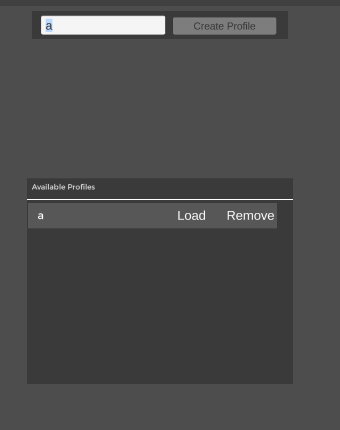 a Create Profile
Available Profiles
a Load Remove